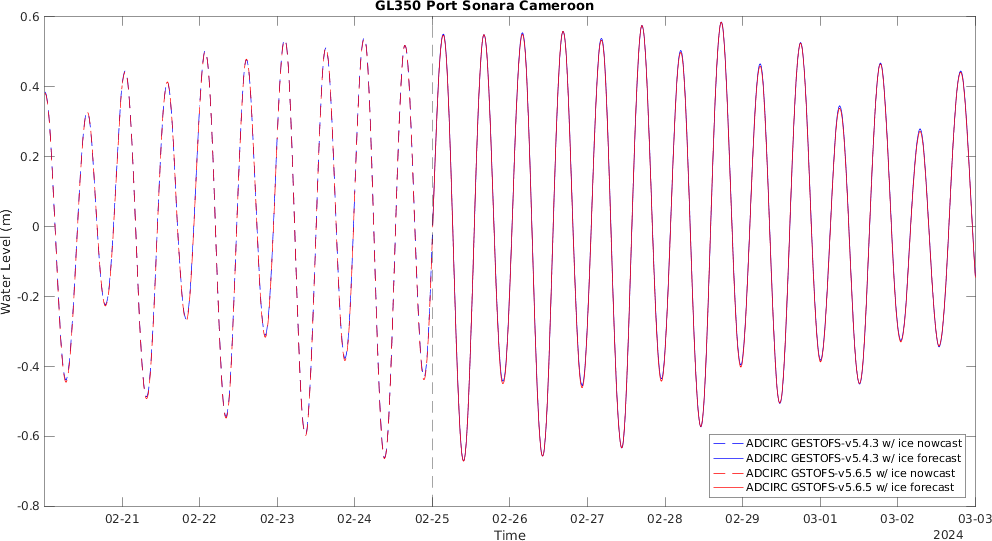 GL350 Port Sonara Cameroon
0.6
0.4
0.2
0
-0.2
-0.4
-0.6
-0.8
Water Level (m)
ADCIRC GESTOFS-v5.4.3 w/ ice nowcast
ADCIRC GESTOFS-v5.4.3 w/ ice forecast
ADCIRC GSTOFS-v5.6.5 w/ ice nowcast
ADCIRC GSTOFS-v5.6.5 w/ ice forecast
02-21 02-22 02-23 02-24 02-25 02-26 02-27 02-28 02-29 03-01 03-02 03-03
Time
2024